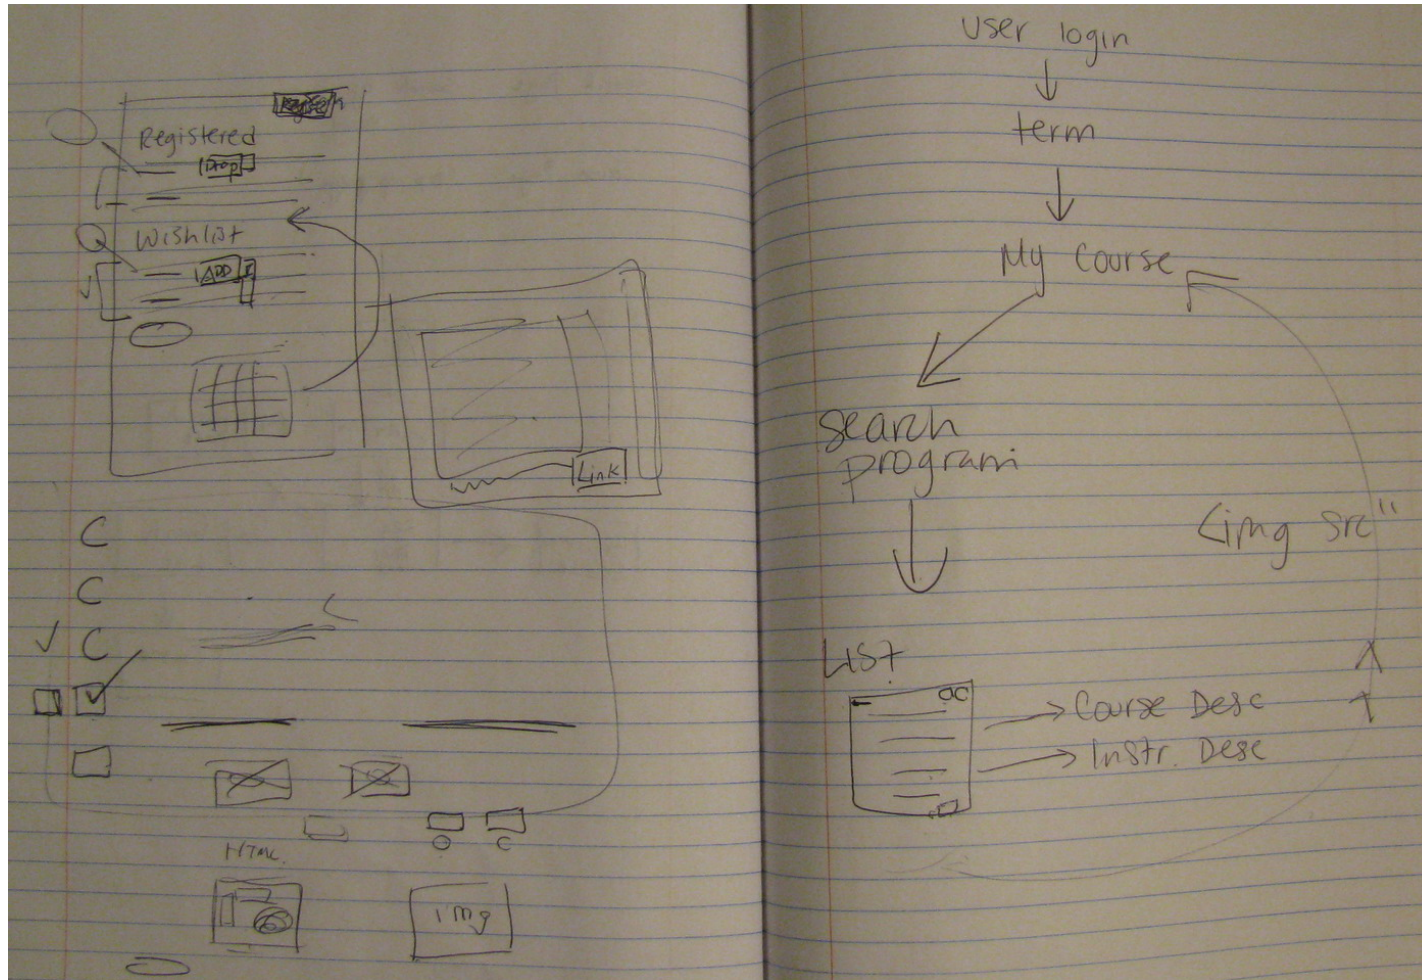 Registered
Drop
Wishlist
ADD
Link
C
C
C
O C
HTML
img
User login
term
My Course
Search
program
<img src"
LIST
OC
Course Desc
Instr. Desc